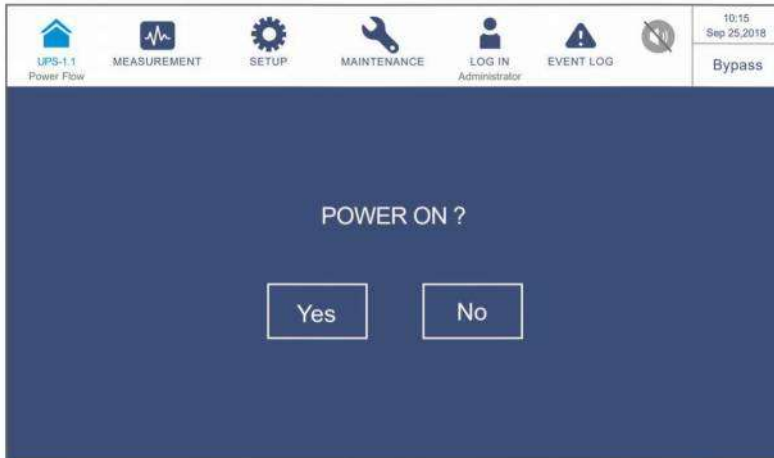 UPS-1.1
Power Flow
MEASUREMENT
SETUP
MAINTENANCE
LOG IN
Administrator
EVENT LOG
10:15
Sep 25,2018
Bypass
POWER ON ?
Yes
No